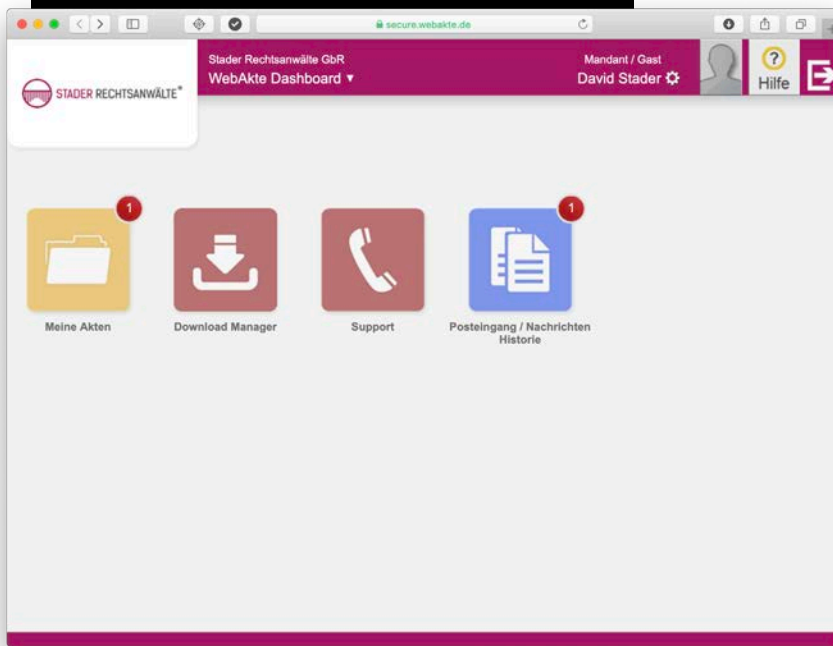 secure.webakte.de
STADER RECHTSANWÄLTE®
Stader Rechtsanwälte GbR
WebAkte Dashboard ▼
Mandant / Gast
David Stader
?
Hilfe
1
1
Meine Akten
Download Manager
Support
Posteingang / Nachrichten
Historie